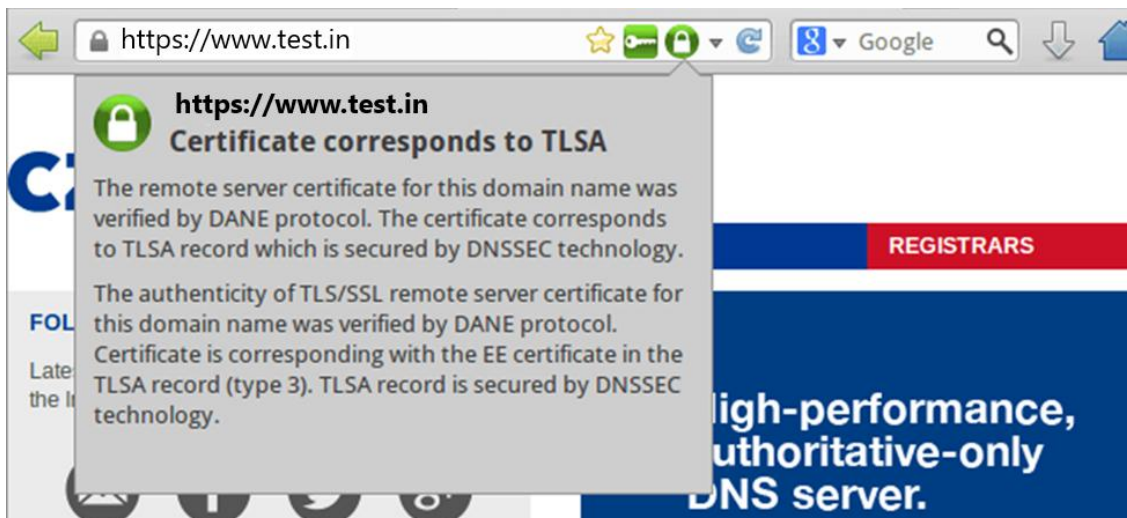 https://www.test.in
Google
https://www.test.in
Certificate corresponds to TLSA
The remote server certificate for this domain name was
verified by DANE protocol. The certificate corresponds
to TLSA record which is secured by DNSSEC technology.
The authenticity of TLS/SSL remote server certificate for
this domain name was verified by DANE protocol.
Certificate is corresponding with the EE certificate in the
TLSA record (type 3). TLSA record is secured by DNSSEC
technology.
REGISTRARS
FOL
Late
the I
igh-performance,
uthoritative-only
DNS server.